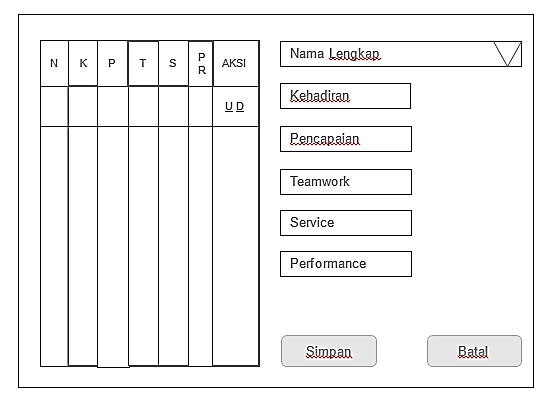 N K P T S P R AKSI
U D
Nama Lengkap
Kehadiran
Pencapaian
Teamwork
Service
Performance
Simpan Batal